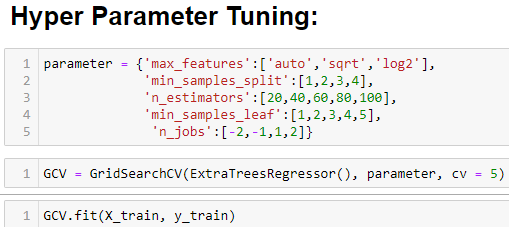 Hyper Parameter Tuning:
1 parameter = {'max_features':['auto','sqrt','log2'],
2 'min_samples_split':[1,2,3,4],
3 'n_estimators':[20,40,60,80,100],
4 'min_samples_leaf':[1,2,3,4,5],
5 'n_jobs':[-2,-1,1,2]}
1 GCV = GridSearchCV(ExtraTreesRegressor(), parameter, cv = 5)
1 GCV.fit(X_train, y_train)